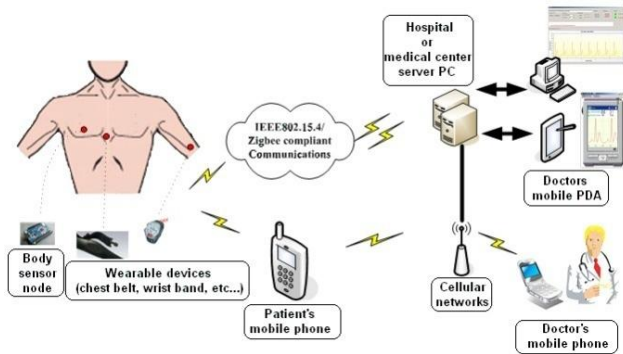 Hospital
or
medical center
server PC
IEEE802.15.4/
Zigbee compliant
Communications
Doctors
mobile PDA
Body
sensor
node
Wearable devices
(chest belt, wrist band, etc...)
Patient's
mobile phone
Cellular
networks
Doctor's
mobile phone